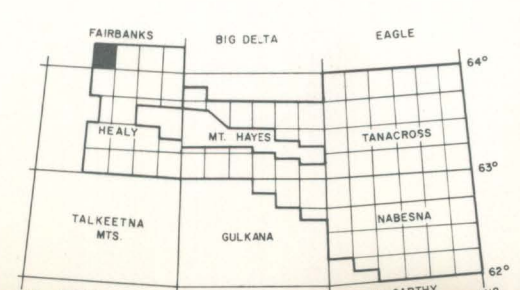 FAIRBANKS
BIG DELTA
EAGLE
64°
HEALY
MT. HAYES
TANACROSS
63°
TALKEETNA
MTS.
GULKANA
NABESNA
62°